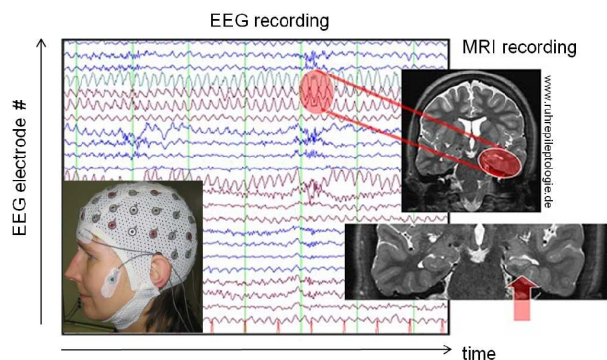 EEG recording
MRI recording
EEG electrode #
www.ruhrepileptologie.de
time